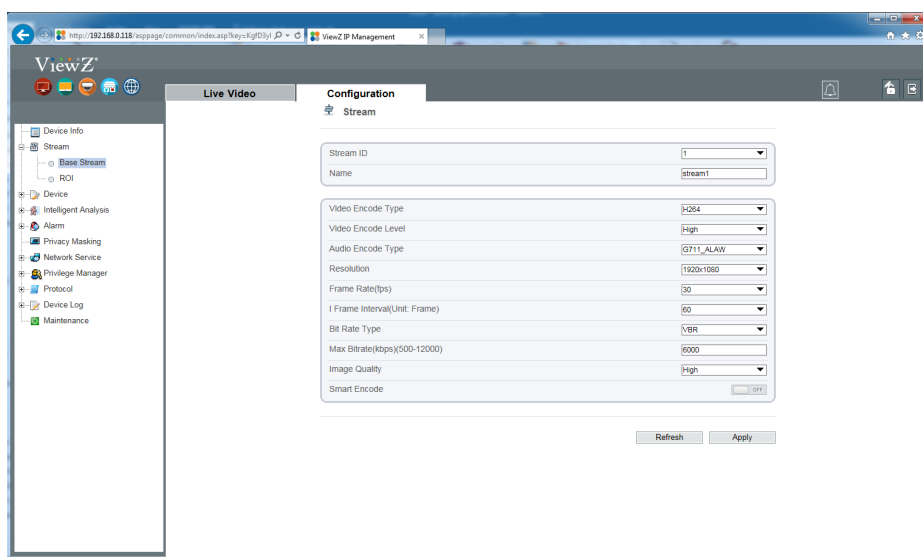 http://192.168.0.118/asppage/common/index.asp?key=KgfD3yl
ViewZ IP Management
ViewZ
Live Video
Configuration
Device Info
Stream
Base Stream
ROI
Device
Intelligent Analysis
Alarm
Privacy Masking
Network Service
Privilege Manager
Protocol
Device Log
Maintenance
Stream
Stream ID 1
Name stream1
Video Encode Type H264
Video Encode Level High
Audio Encode Type G711_ALAW
Resolution 1920x1080
Frame Rate(fps) 30
I Frame Interval(Unit: Frame) 60
Bit Rate Type VBR
Max Bitrate(kbps)(500-12000) 6000
Image Quality High
Smart Encode OFF
Refresh Apply